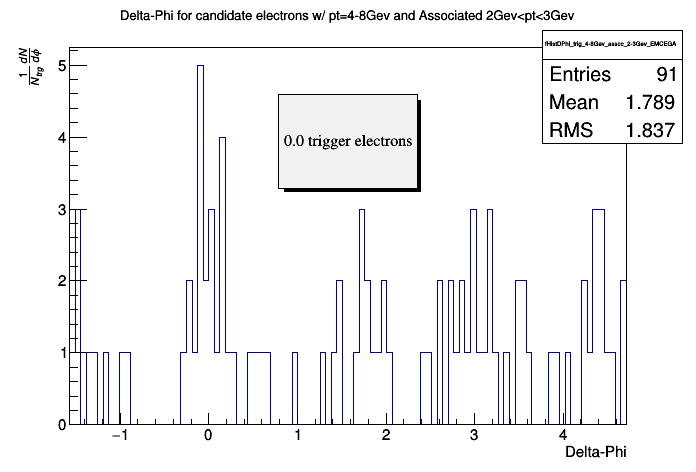 Delta-Phi for candidate electrons w/ pt=4-8Gev and Associated 2Gev<pt<3Gev
fHistDPhi_trig_4-8Gev_assoc_2-3Gev_EMCEGA
Entries 91
Mean 1.789
RMS 1.837
1/N_trg dN/dϕ
0.0 trigger electrons
5
4
3
2
1
0
−1 0 1 2 3 4
Delta-Phi